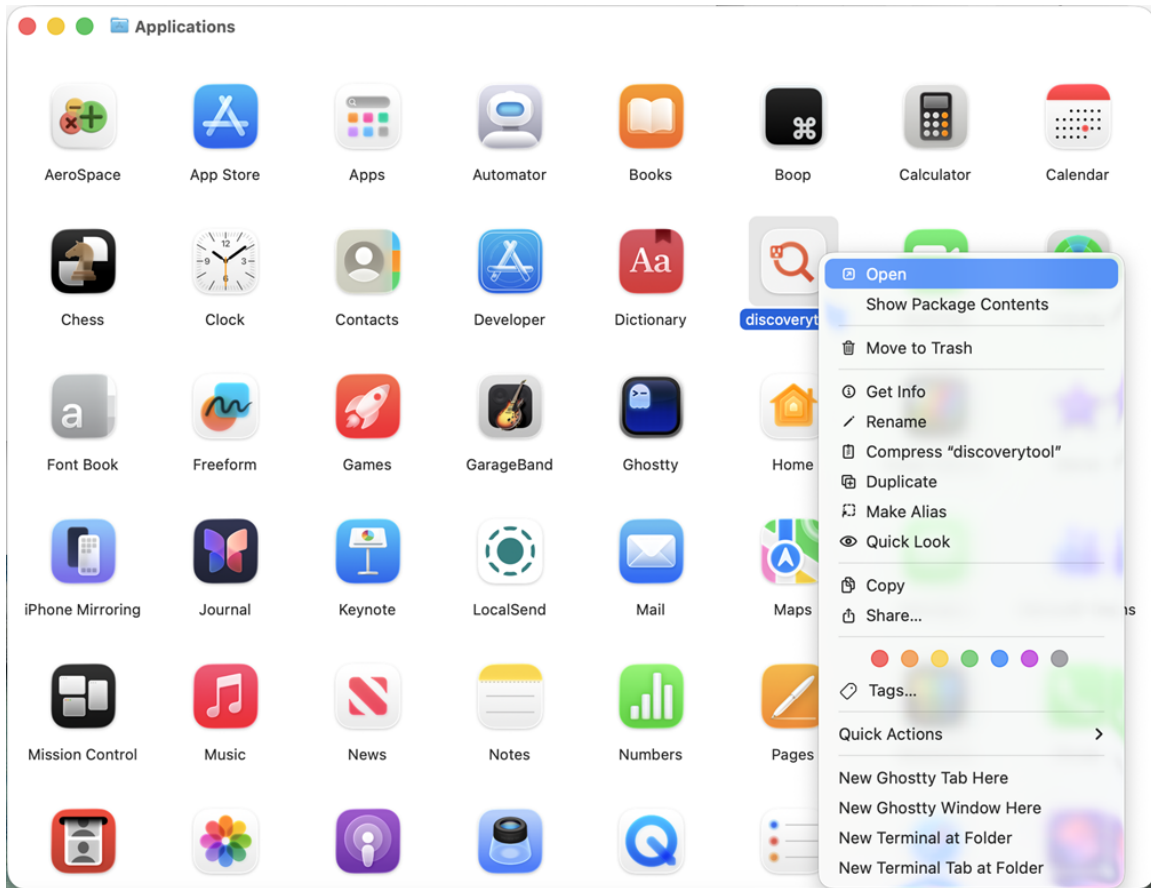 Applications
AeroSpace App Store Apps Automator Books Boop Calculator Calendar
12
9 3
Aa
Chess Clock Contacts Developer Dictionary discoveryt
Open
Show Package Contents
Move to Trash
Get Info
Rename
Compress “discoverytool”
Duplicate
Make Alias
Quick Look
Copy
Share...
Tags...
Quick Actions
New Ghostty Tab Here
New Ghostty Window Here
New Terminal at Folder
New Terminal Tab at Folder
a
Font Book Freeform Games GarageBand Ghostty Home
iPhone Mirroring Journal Keynote LocalSend Mail Maps
Mission Control Music News Notes Numbers Pages